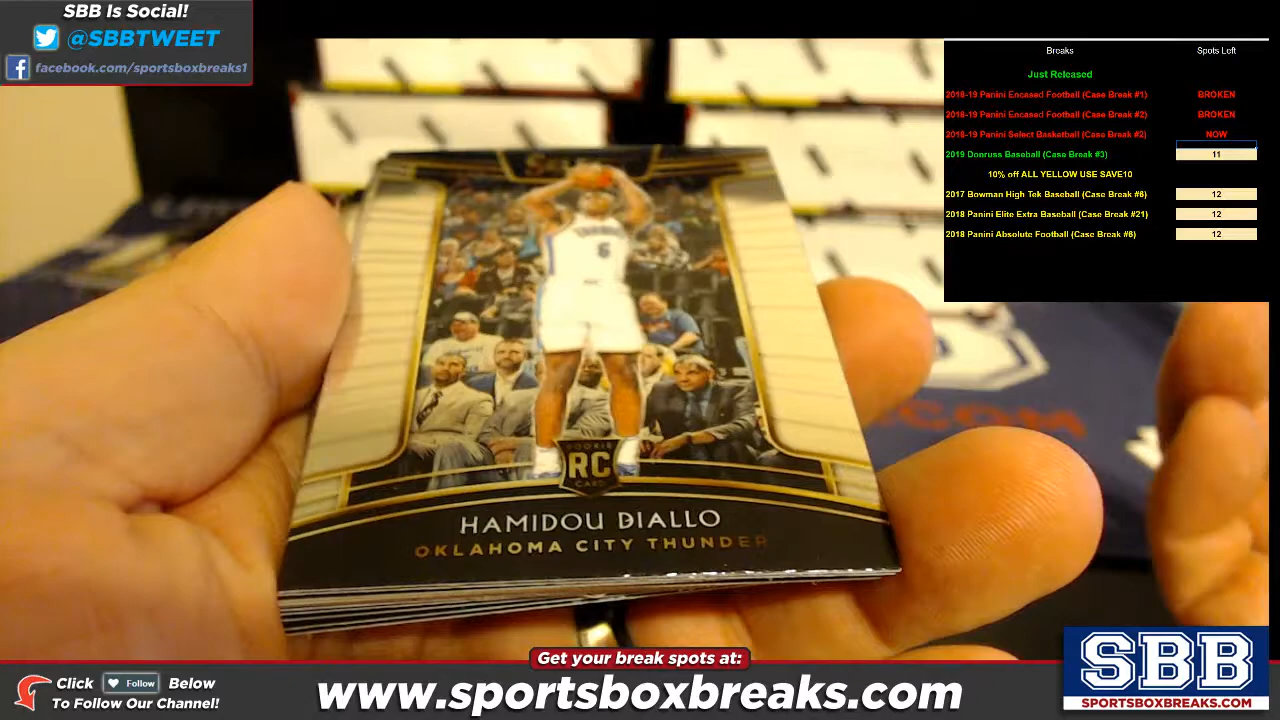 SBB Is Social!
@SBBTWEET
facebook.com/sportsboxbreaks1
Breaks Spots Left
Just Released
2018-19 Panini Encased Football (Case Break #1) BROKEN
2018-19 Panini Encased Football (Case Break #2) BROKEN
2018-19 Panini Select Basketball (Case Break #2) NOW
2019 Donruss Baseball (Case Break #3) 11
10% off ALL YELLOW USE SAVE10
2017 Bowman High Tek Baseball (Case Break #6) 12
2018 Panini Elite Extra Baseball (Case Break #21) 12
2018 Panini Absolute Football (Case Break #6) 12
6
ROOKIE
RC
CARD
HAMIDOU DIALLO
OKLAHOMA CITY THUNDER
Get your break spots at:
Click Follow Below
To Follow Our Channel!
www.sportsboxbreaks.com
SBB
SPORTSBOXBREAKS.COM